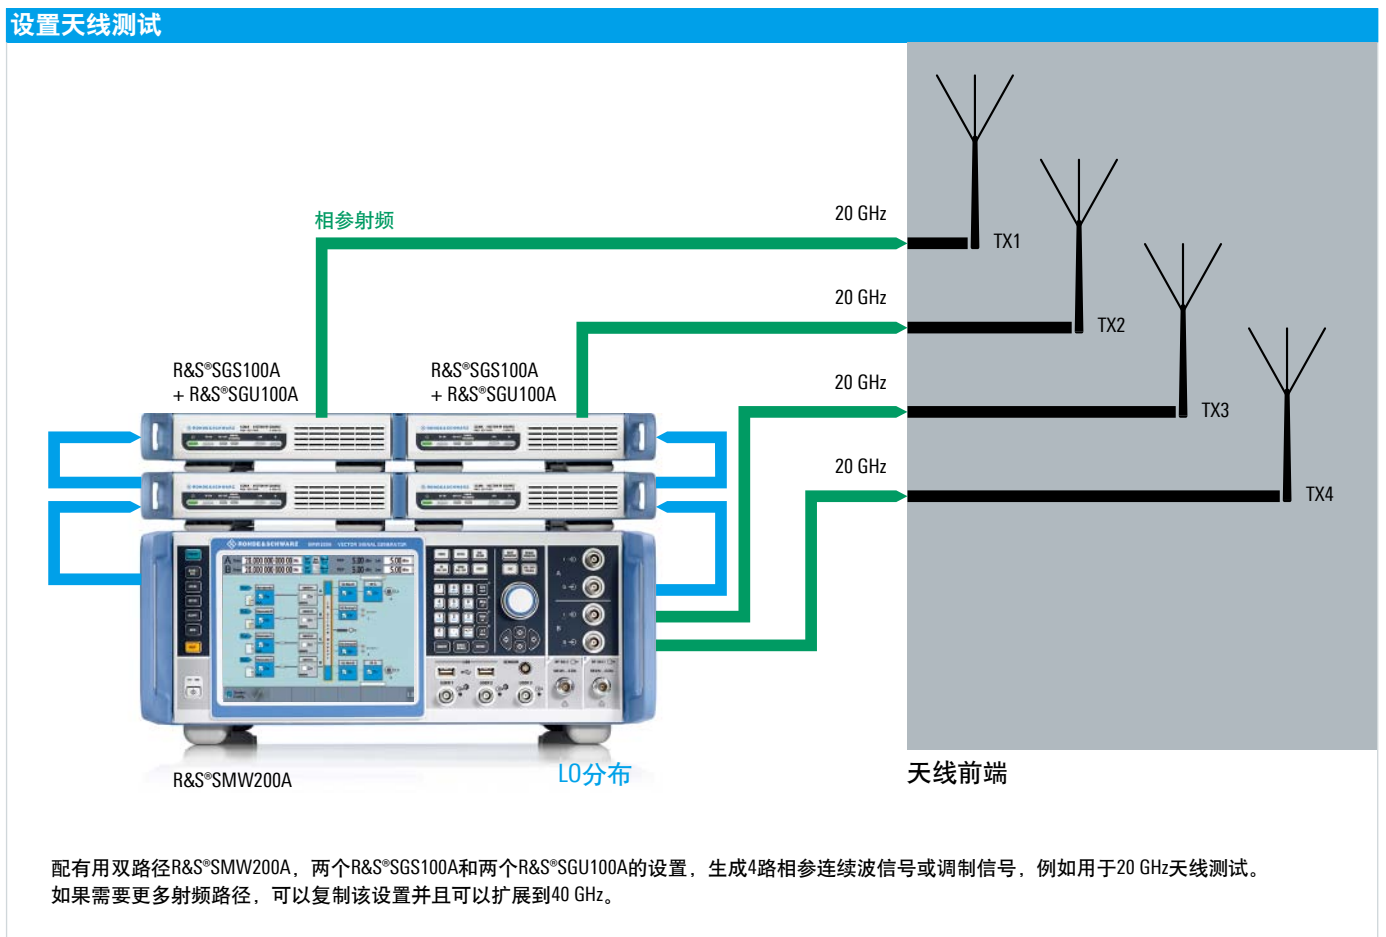 设置天线测试
相参射频
20 GHz
TX1
20 GHz
TX2
R&S®SGS100A
+ R&S®SGU100A
R&S®SGS100A
+ R&S®SGU100A
20 GHz
TX3
20 GHz
TX4
ROHDE&SCHWARZ
VECTOR SIGNAL GENERATOR
A
B
R&S®SMW200A
LO分布
天线前端
配有用双路径R&S®SMW200A，两个R&S®SGS100A和两个R&S®SGU100A的设置，生成4路相参连续波信号或调制信号，例如用于20 GHz天线测试。
如果需要更多射频路径，可以复制该设置并且可以扩展到40 GHz。